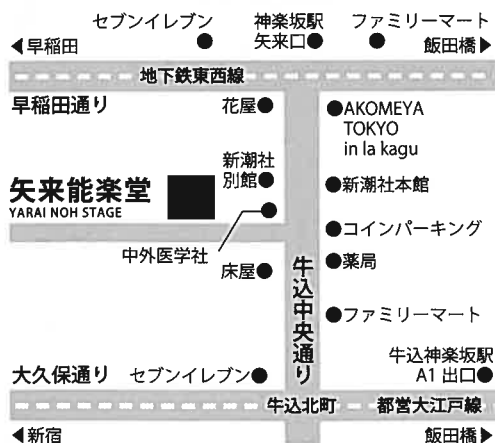 セブンイレブン
神楽坂駅
矢来口
ファミリーマート
◀早稲田
飯田橋▶
地下鉄東西線
早稲田通り
花屋
AKOMEYA
TOKYO
in la kagu
新潮社
別館
新潮社本館
矢来能楽堂
YARAI NOH STAGE
中外医学社
コインパーキング
床屋
薬局
牛込中央通り
ファミリーマート
牛込神楽坂駅
A1 出口
大久保通り
セブンイレブン
牛込北町
都営大江戸線
◀新宿
飯田橋▶